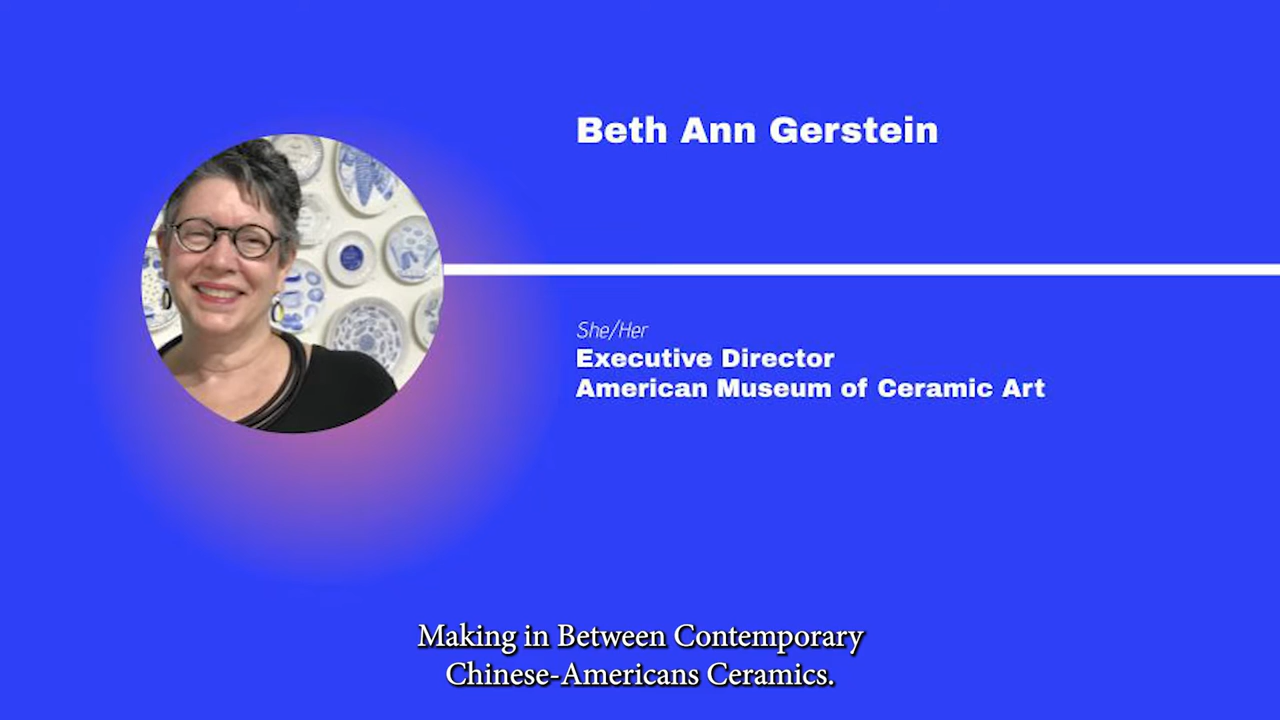 Beth Ann Gerstein
She/Her
Executive Director
American Museum of Ceramic Art
Making in Between Contemporary
Chinese-Americans Ceramics.